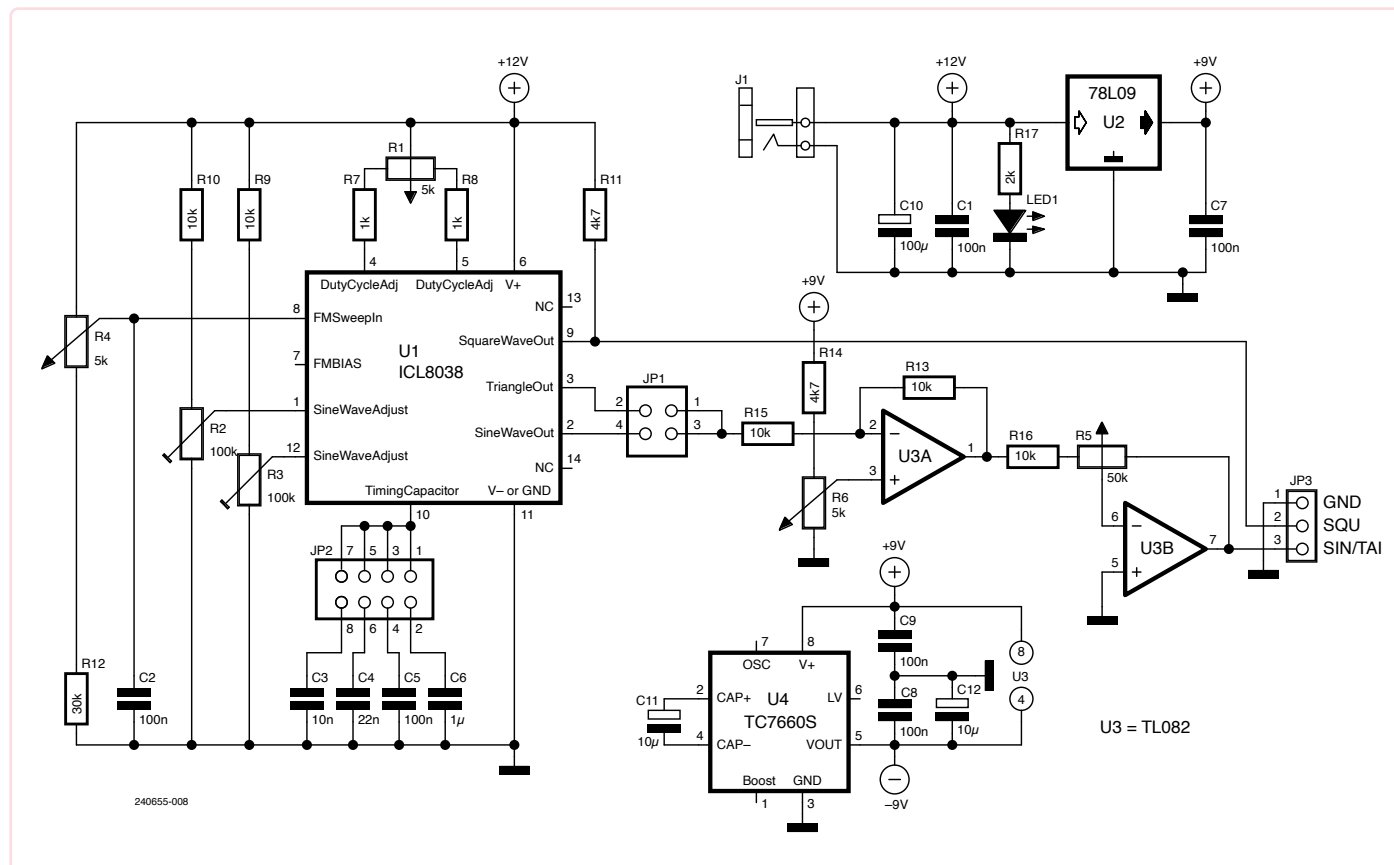 +12V
J1
+12V
+9V
78L09
U2
R17
2k
LED1
C10
100µ
C1
100n
C7
100n
R10
10k
R9
10k
R1
5k
R7
1k
R8
1k
R11
4k7
4
5
6
DutyCycleAdj
DutyCycleAdj
V+
8
FMSweepIn
7
FMBIAS
1
SineWaveAdjust
12
SineWaveAdjust
U1
ICL8038
NC
13
SquareWaveOut
9
TriangleOut
3
SineWaveOut
2
NC
14
TimingCapacitor
V– or GND
10
11
R4
5k
R2
100k
R3
100k
JP1
2
1
4
3
R15
10k
+9V
R14
4k7
R6
5k
R13
10k
2
–
3
+
U3A
1
R16
10k
R5
50k
6
–
5
+
U3B
7
JP3
1
GND
2
SQU
3
SIN/TAI
JP2
7
5
3
1
8
6
4
2
R12
30k
C2
100n
C3
10n
C4
22n
C5
100n
C6
1µ
+9V
C9
100n
C8
100n
C12
10µ
8
U3
4
–9V
C11
10µ
7
8
OSC
V+
2
CAP+
4
CAP–
U4
TC7660S
LV
6
VOUT
5
Boost
GND
1
3
U3 = TL082
240655-008